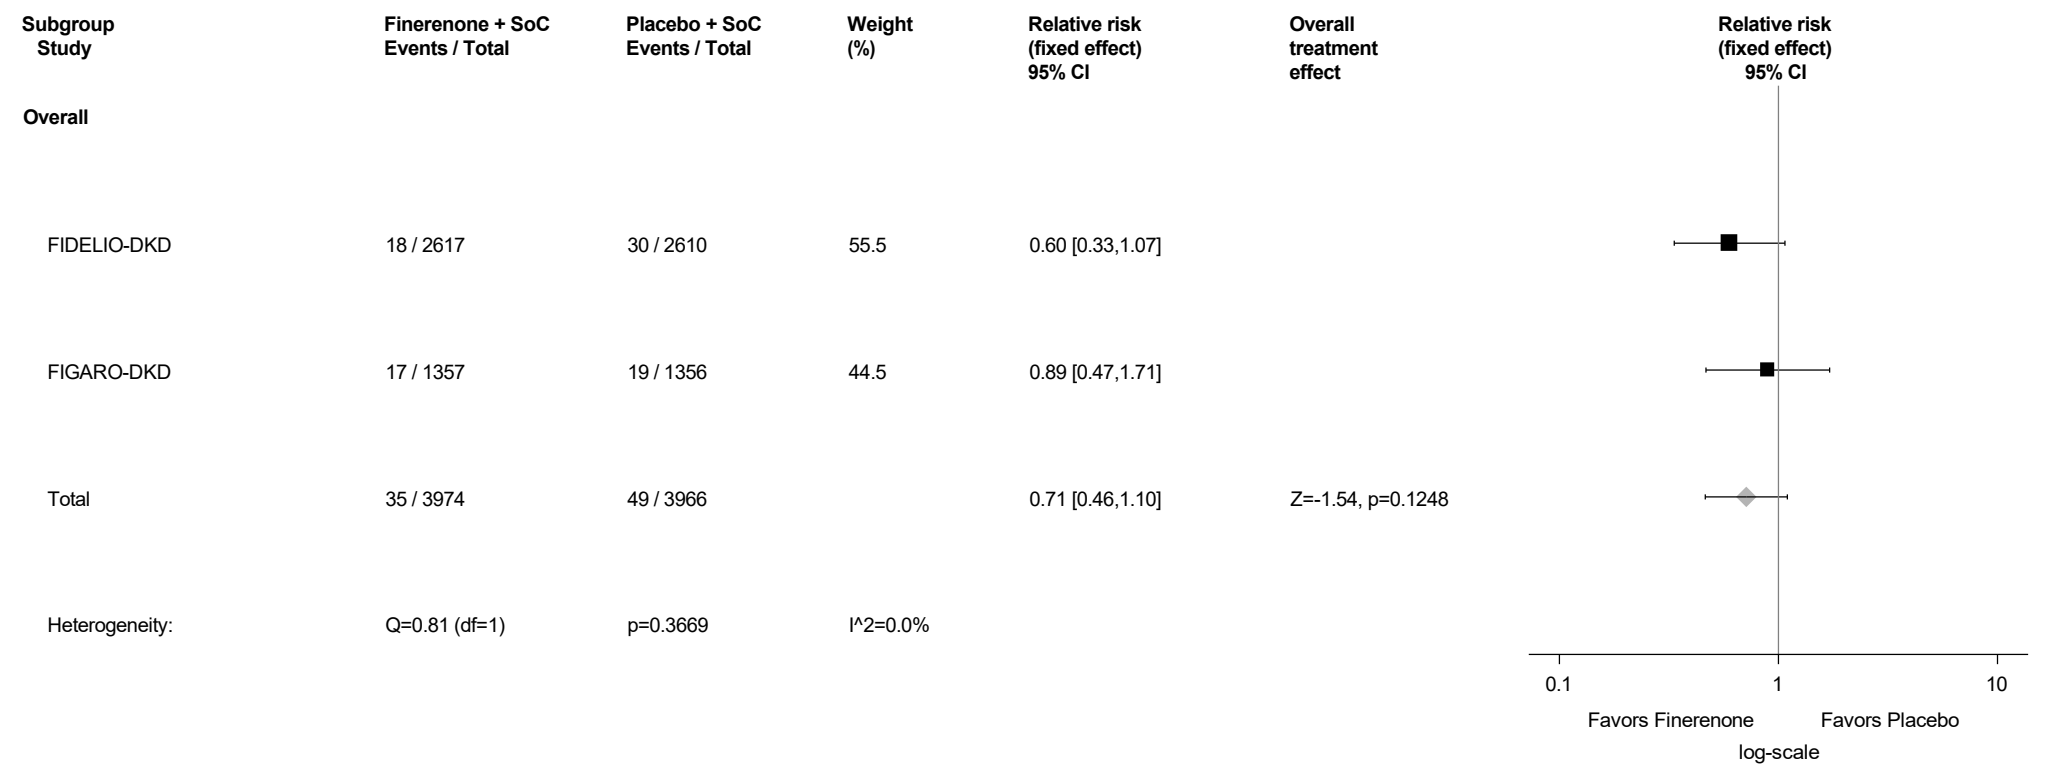 Subgroup Finerenone + SoC Placebo + SoC Weight Relative risk Overall Relative risk
Study Events / Total Events / Total (%) (fixed effect) treatment (fixed effect)
95% CI effect 95% CI
Overall
FIDELIO-DKD 18 / 2617 30 / 2610 55.5 0.60 [0.33,1.07]
FIGARO-DKD 17 / 1357 19 / 1356 44.5 0.89 [0.47,1.71]
Total 35 / 3974 49 / 3966 0.71 [0.46,1.10] Z=-1.54, p=0.1248
Heterogeneity: Q=0.81 (df=1) p=0.3669 I^2=0.0%
0.1 1 10
Favors Finerenone Favors Placebo
log-scale